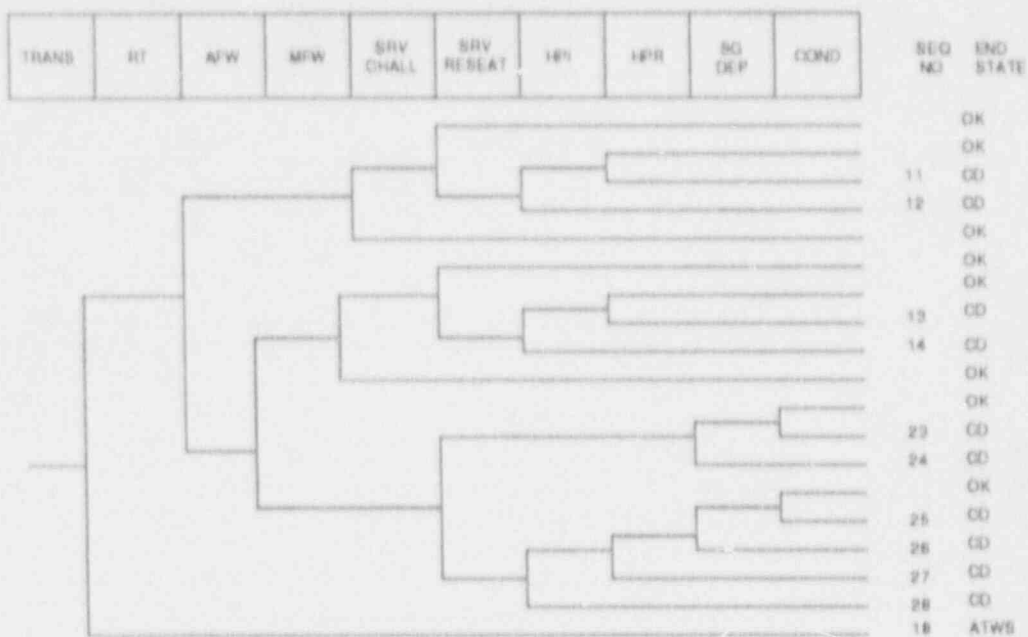 TRANS RT AFW MFW SRV CHALL SRV RESEAT HPI HPR SG DEP COND SEQ NO END STATE
OK
OK
11 CD
12 CD
OK
OK
OK
13 CD
14 CD
OK
OK
23 CD
24 CD
OK
25 CD
26 CD
27 CD
28 CD
18 ATWS